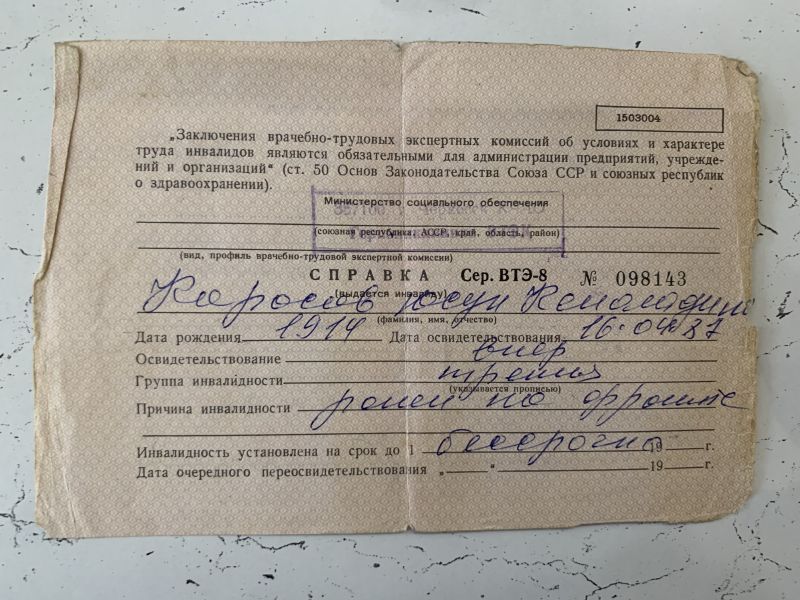 1503004
„Заключения врачебно-трудовых экспертных комиссий об условиях и характере
труда инвалидов являются обязательными для администрации предприятий, учрежде-
ний и организаций“ (ст. 50 Основ Законодательства Союза ССР и союзных республик
о здравоохранении).
Министерство социального обеспечения
(союзная республика, АССР, край, область, район)
(вид, профиль врачебно-трудовой экспертной комиссии)
СПРАВКА Сер. ВТЭ-8 № 098143
(выдается инвалиду)
Юсуп
(фамилия, имя, отчество)
Дата рождения 1914 Дата освидетельствования 16.04.87
Освидетельствование
Группа инвалидности третья
(указывается прописью)
Причина инвалидности ранен на фронте
Инвалидность установлена на срок до 1 бессрочно 19 г.
Дата очередного переосвидетельствования „ “ 19 г.